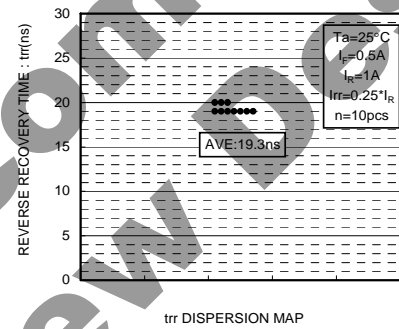 30
25
20
15
10
5
0
REVERSE RECOVERY TIME : trr(ns)
Ta=25°C
IF=0.5A
IR=1A
Irr=0.25*IR
n=10pcs
AVE:19.3ns
trr DISPERSION MAP